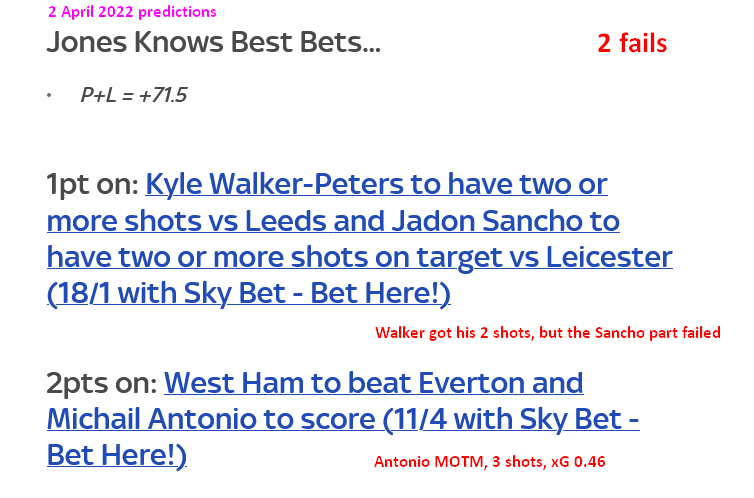 2 April 2022 predictions
Jones Knows Best Bets...
2 fails
• P+L = +71.5
1pt on: Kyle Walker-Peters to have two or
more shots vs Leeds and Jadon Sancho to
have two or more shots on target vs Leicester
(18/1 with Sky Bet - Bet Here!)
Walker got his 2 shots, but the Sancho part failed
2pts on: West Ham to beat Everton and
Michail Antonio to score (11/4 with Sky Bet -
Bet Here!)
Antonio MOTM, 3 shots, xG 0.46